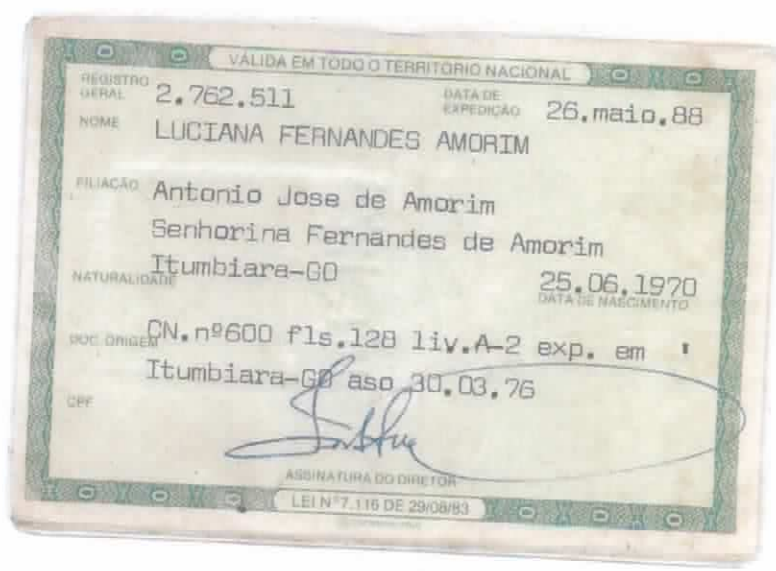 VÁLIDA EM TODO O TERRITÓRIO NACIONAL
REGISTRO GERAL 2.762.511 DATA DE EXPEDIÇÃO 26.maio.88
NOME LUCIANA FERNANDES AMORIM
FILIAÇÃO Antonio Jose de Amorim
Senhorina Fernandes de Amorim
NATURALIDADE Itumbiara-GO 25.06.1970
DATA DE NASCIMENTO
DOC. ORIGEM CN.nº600 fls.128 liv.A-2 exp. em '
Itumbiara-GO aso 30.03.76
CPF
ASSINATURA DO DIRETOR
LEI Nº 7.116 DE 29/08/83